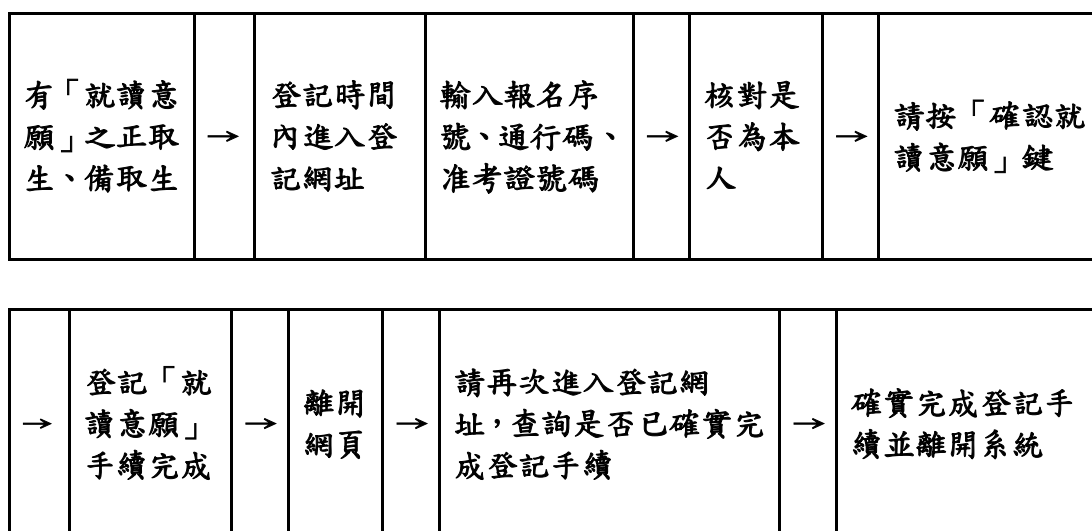 有「就讀意
願」之正取
生、備取生
→
登記時間
內進入登
記網址
輸入報名序
號、通行碼、
准考證號碼
→
核對是
否為本
人
→
請按「確認就
讀意願」鍵
→
登記「就
讀意願」
手續完成
→
離開
網頁
→
請再次進入登記網
址，查詢是否已確實完
成登記手續
→
確實完成登記手
續並離開系統